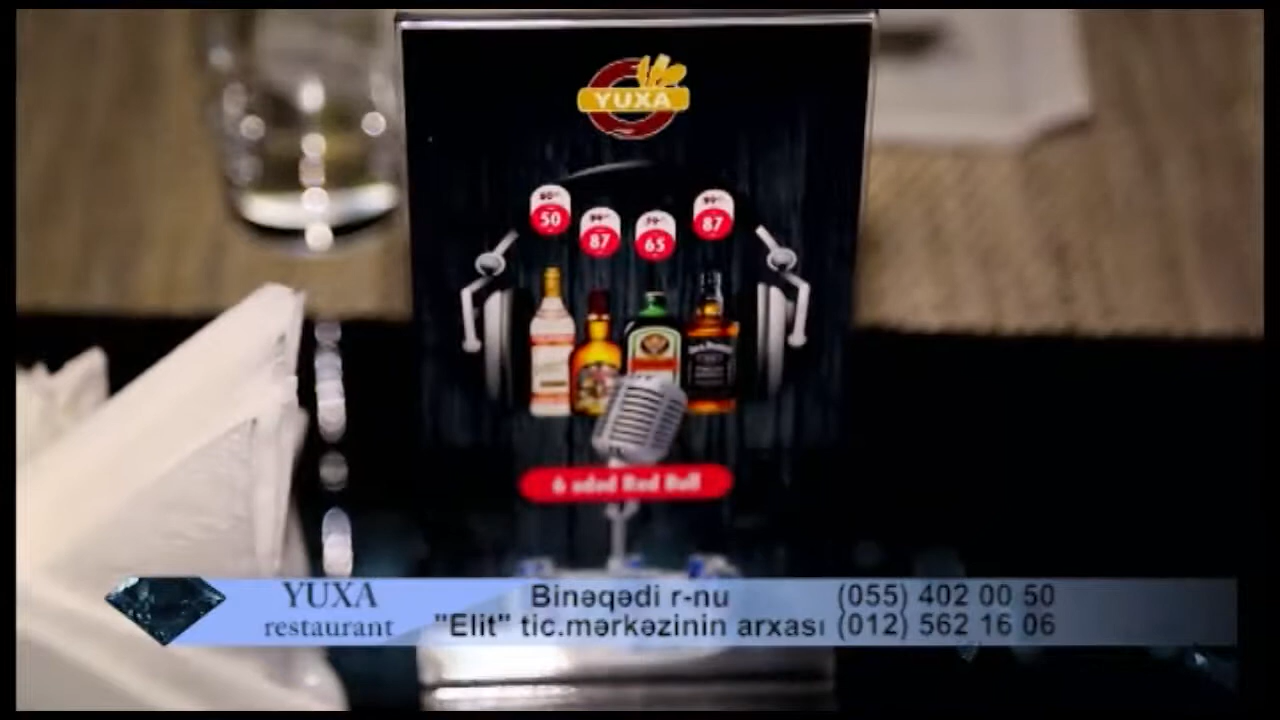 YUXA
50
87
65
87
6 ədəd Red Bull
YUXA
restaurant
Binəqədi r-nu
"Elit" tic.mərkəzinin arxası
(055) 402 00 50
(012) 562 16 06